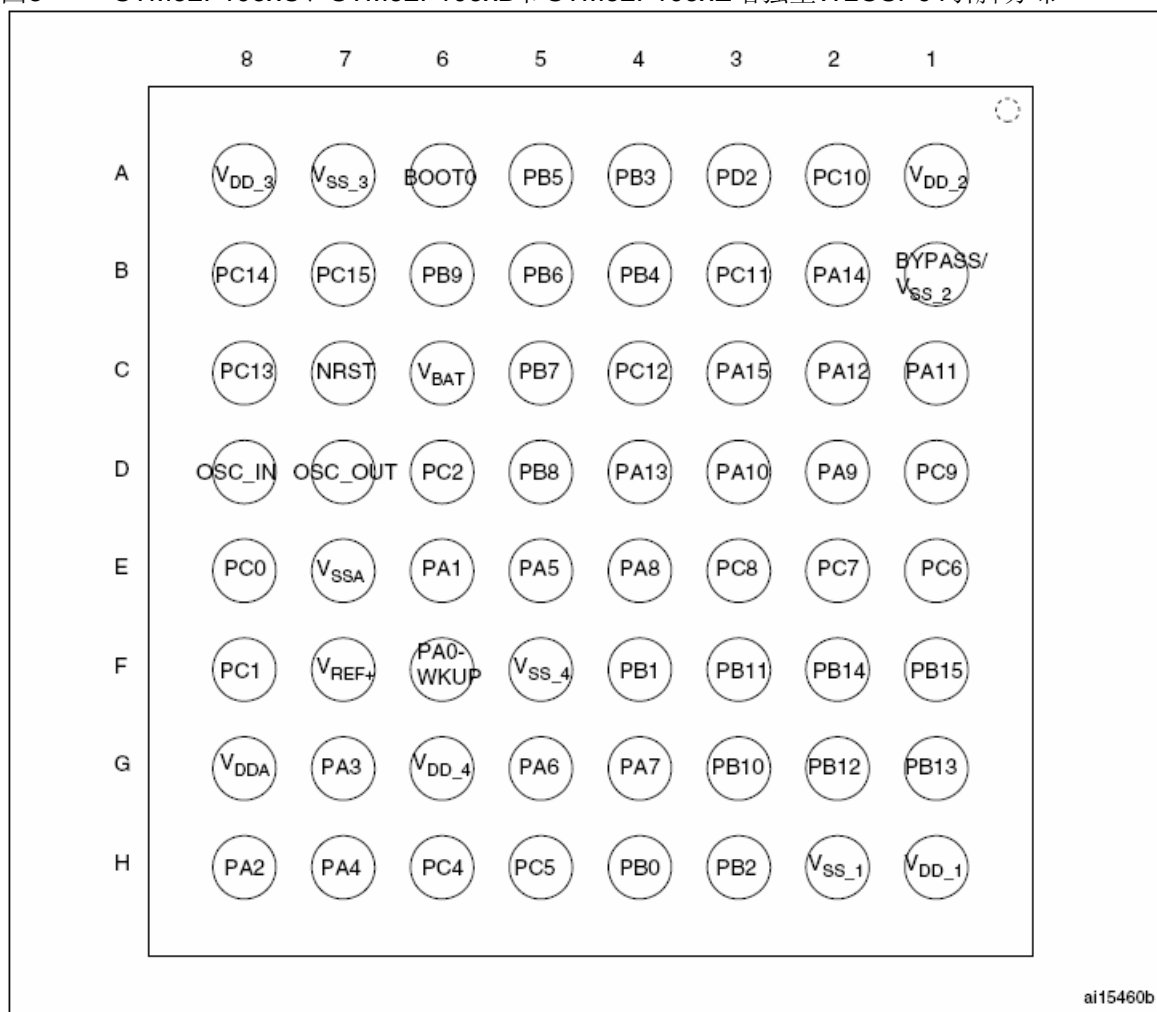 8 7 6 5 4 3 2 1
A V_DD_3 V_SS_3 BOOT0 PB5 PB3 PD2 PC10 V_DD_2
B PC14 PC15 PB9 PB6 PB4 PC11 PA14 BYPASS/
V_SS_2
C PC13 NRST V_BAT PB7 PC12 PA15 PA12 PA11
D OSC_IN OSC_OUT PC2 PB8 PA13 PA10 PA9 PC9
E PC0 V_SSA PA1 PA5 PA8 PC8 PC7 PC6
F PC1 V_REF+ PA0-
WKUP V_SS_4 PB1 PB11 PB14 PB15
G V_DDA PA3 V_DD_4 PA6 PA7 PB10 PB12 PB13
H PA2 PA4 PC4 PC5 PB0 PB2 V_SS_1 V_DD_1
ai15460b